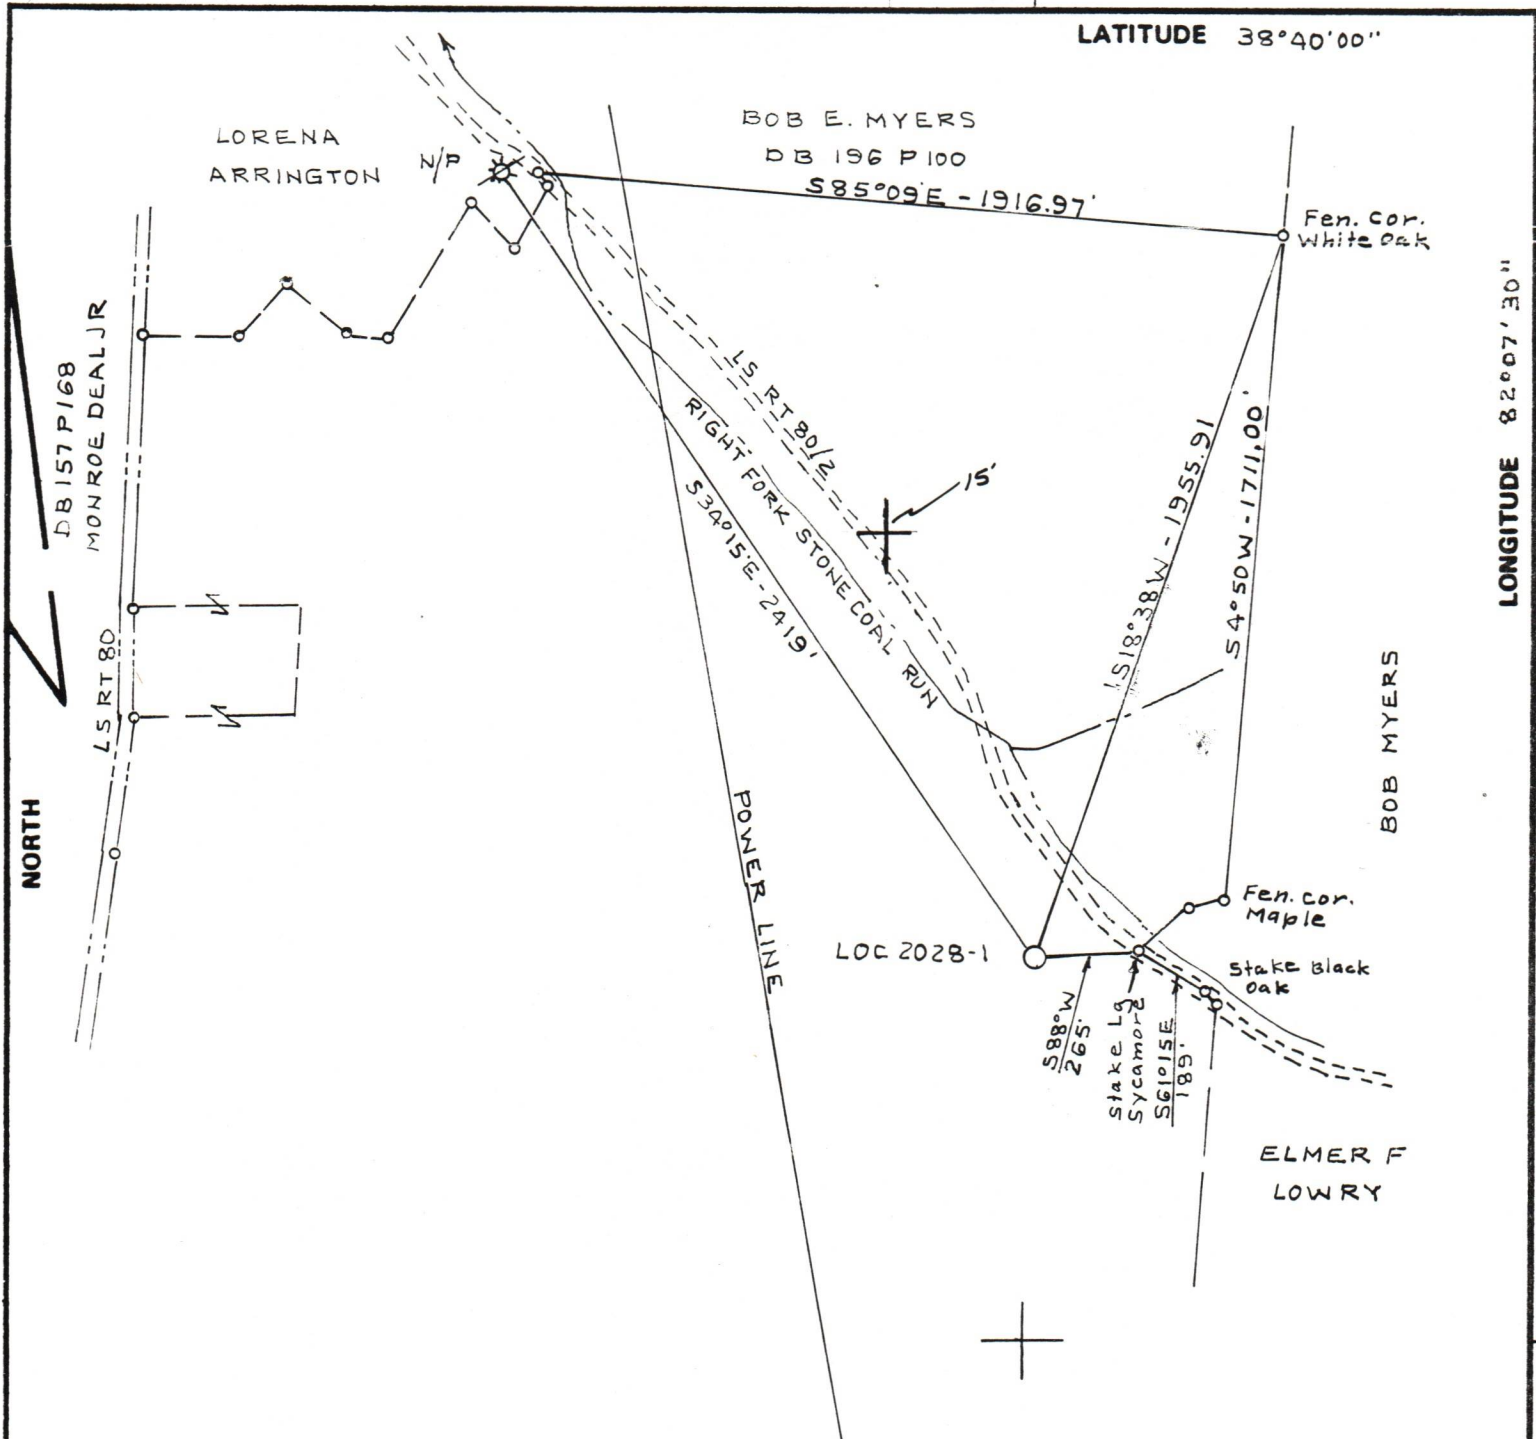 LATITUDE 38°40'00"
BOB E. MYERS
DB 196 P100
S85°09'E - 1916.97'
LORENA
ARRINGTON
N/P
Fen. Cor.
White Oak
LONGITUDE 82°07'30"
DB 157 P168
MONROE DEAL JR
LS RT 80/2
15'
RIGHT FORK STONE COAL RUN
S34°15'E - 2419'
S18°38W - 1955.91
S4°50W - 1711.00'
LS RT 80
NORTH
POWER LINE
BOB MYERS
Fen. cor.
Maple
LOC 2028-1
Stake Black
Oak
S88°W
265'
Stake Lg
Sycamore
S61°15E
189'
ELMER F
LOWRY